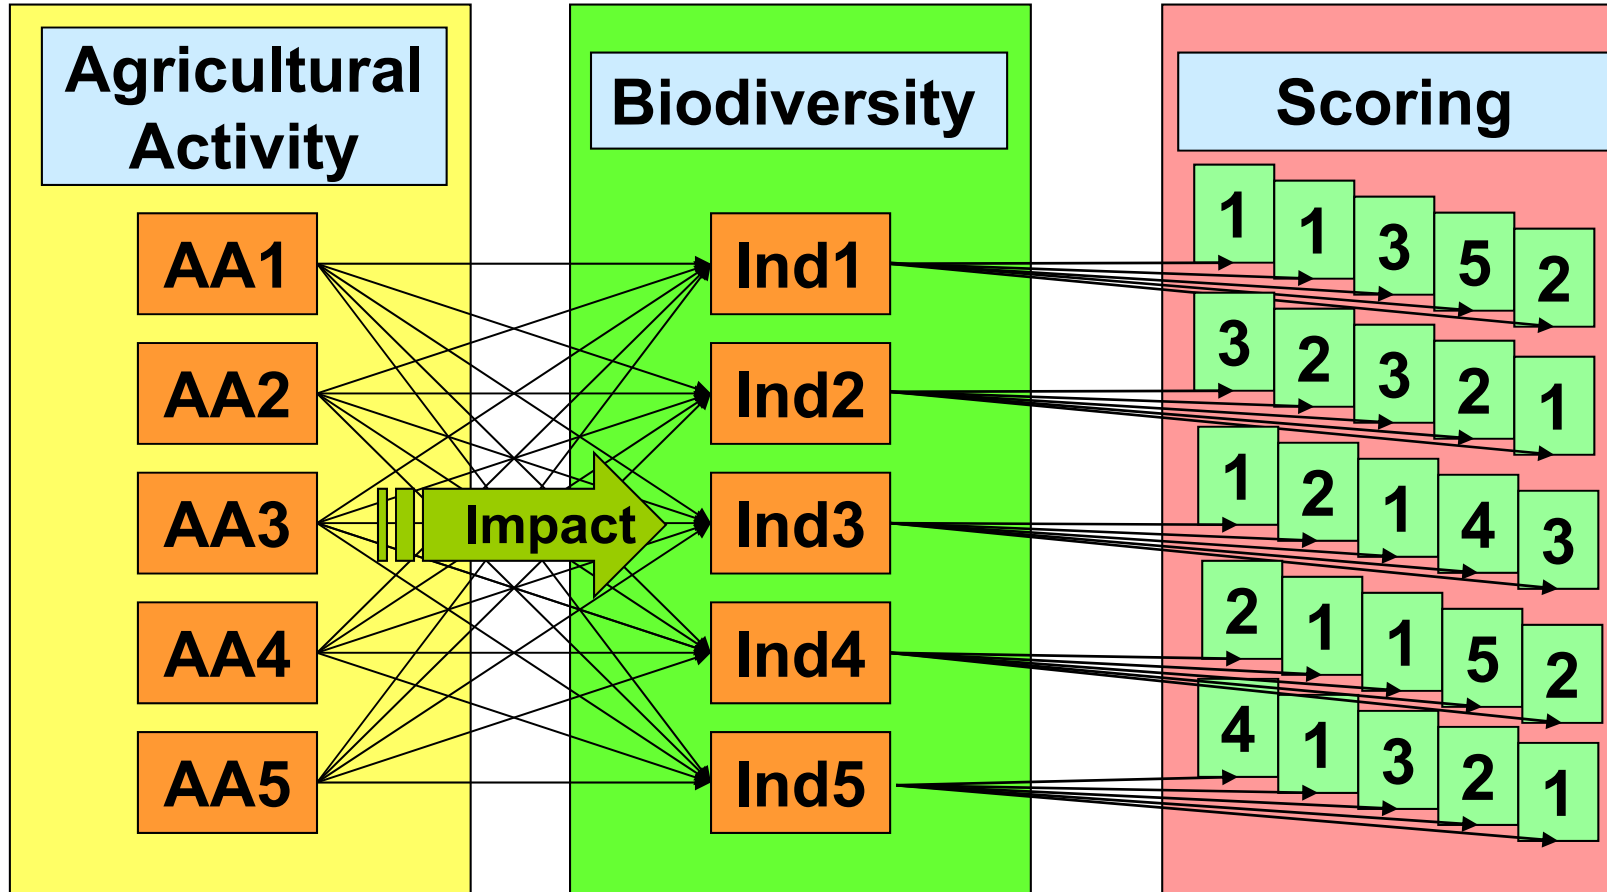 Agricultural
Activity
Biodiversity
Scoring
AA1
Ind1
1 1 3 5 2
AA2
Ind2
3 2 3 2 1
AA3
Impact
Ind3
1 2 1 4 3
AA4
Ind4
2 1 1 5 2
AA5
Ind5
4 1 3 2 1